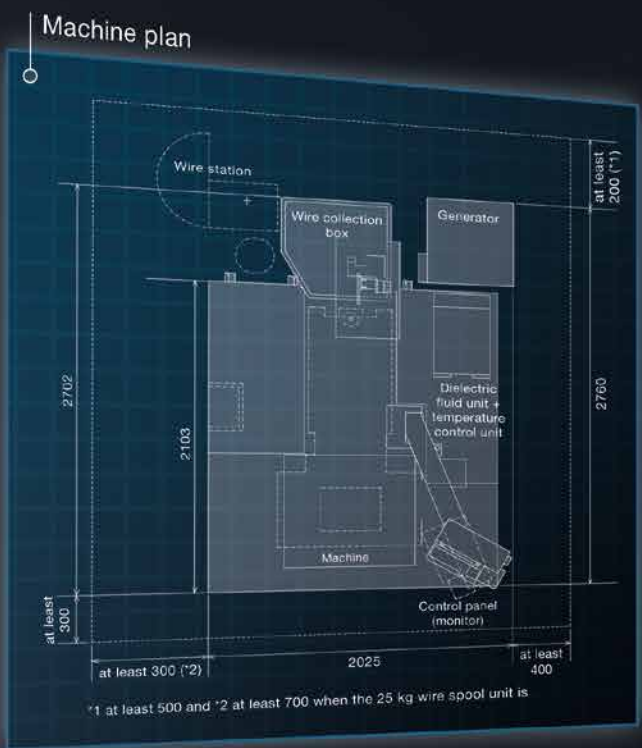 Machine plan
Wire station
Wire collection
box
Generator
at least
200 (*1)
2702
2103
Dielectric
fluid unit +
temperature
control unit
2760
Machine
Control panel
(monitor)
at least
300
at least 300 (*2)
2025
at least
400
*1 at least 500 and *2 at least 700 when the 25 kg wire spool unit is